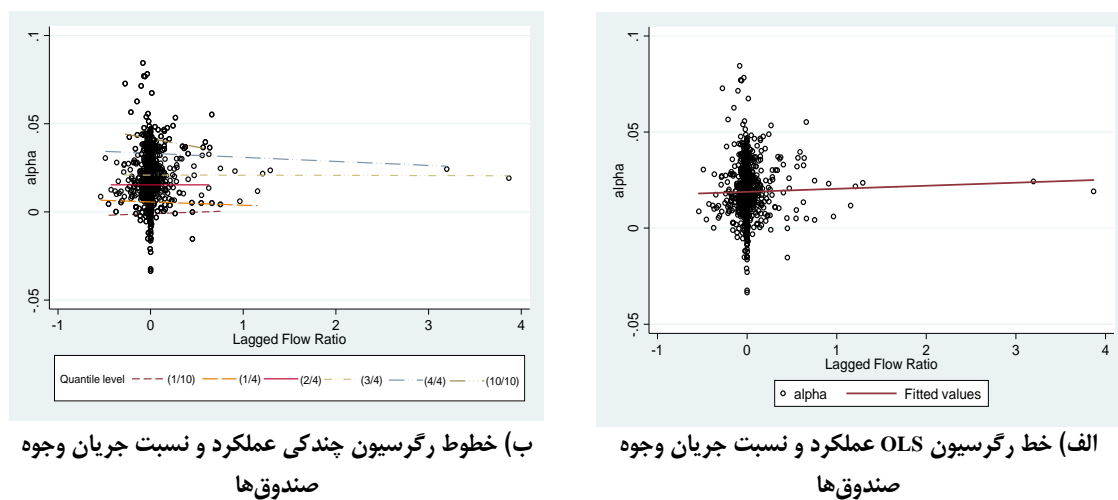 .1
.05
alpha
0
-.05
-1
0
1
2
3
4
Lagged Flow Ratio
alpha
Fitted values
الف) خط رگرسیون OLS عملکرد و نسبت جریان وجوه
صندوق‌ها
.1
.05
alpha
0
-.05
-1
0
1
2
3
4
Lagged Flow Ratio
Quantile level (1/10) (1/4) (2/4) (3/4) (4/4) (10/10)
ب) خطوط رگرسیون چندکی عملکرد و نسبت جریان وجوه
صندوق‌ها